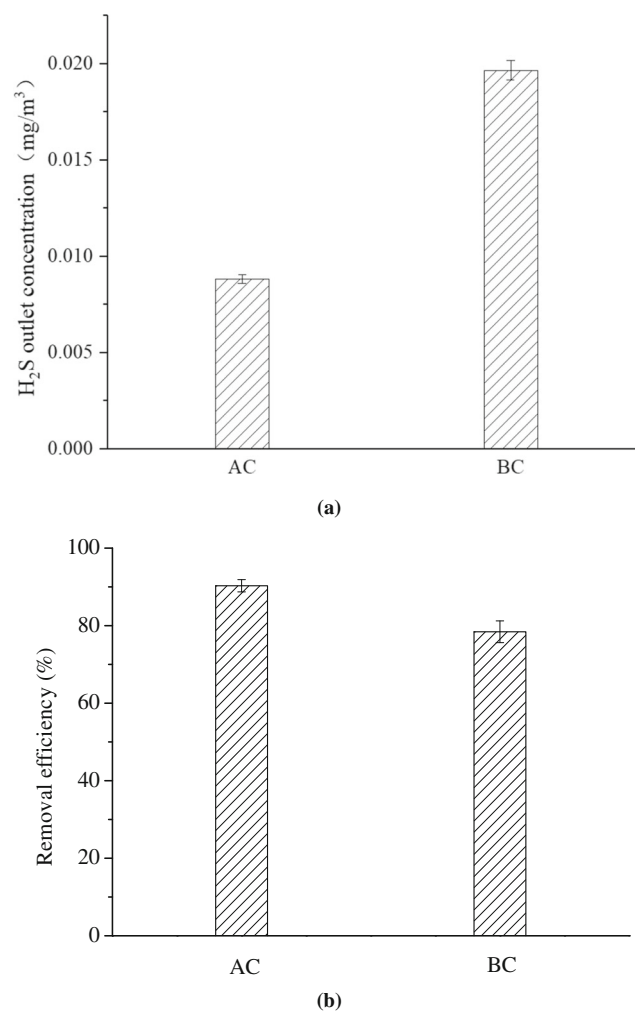 0.020
0.015
0.010
0.005
0.000
H₂S outlet concentration（mg/m³）
AC BC
(a)
100
80
60
40
20
0
Removal efficiency (%)
AC BC
(b)